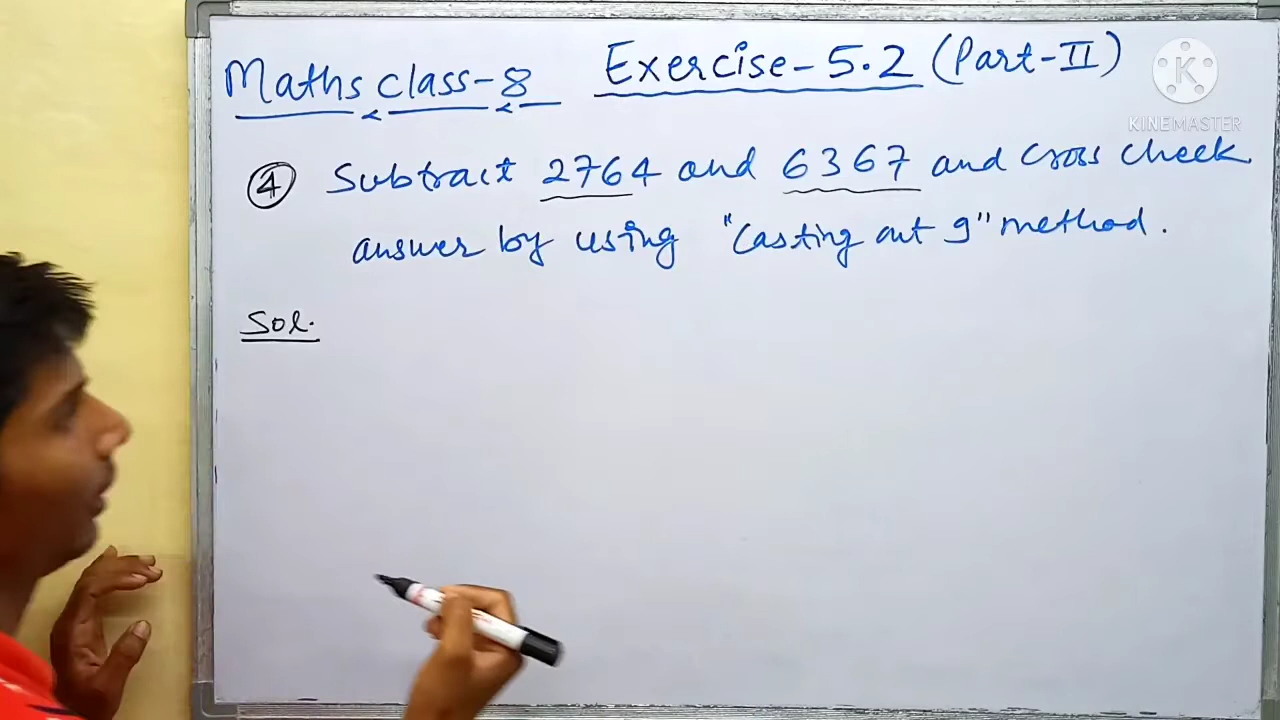 Maths class-8 Exercise-5.2 (Part-II)
KINEMASTER
④ Subtract 2764 and 6367 and cross check
answer by using "Casting out 9" method.
Sol.